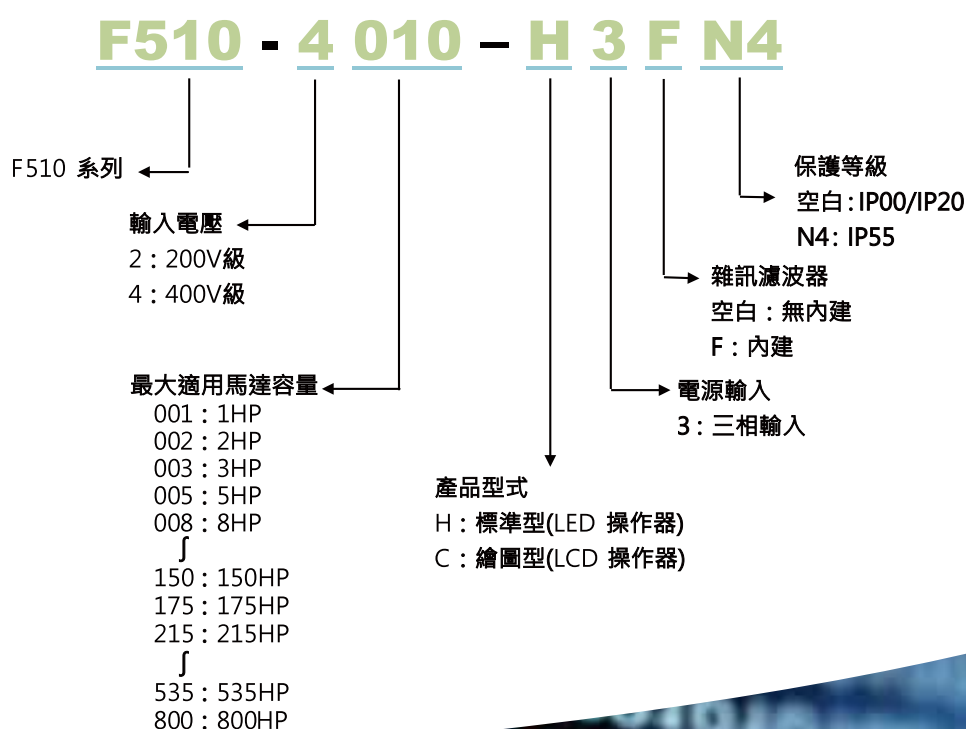 F510 - 4 010 – H 3 F N4
F510 系列
輸入電壓
2：200V級
4：400V級
最大適用馬達容量
001：1HP
002：2HP
003：3HP
005：5HP
008：8HP
∫
150：150HP
175：175HP
215：215HP
∫
535：535HP
800：800HP
產品型式
H：標準型(LED 操作器)
C：繪圖型(LCD 操作器)
電源輸入
3：三相輸入
雜訊濾波器
空白：無內建
F：內建
保護等級
空白：IP00/IP20
N4：IP55